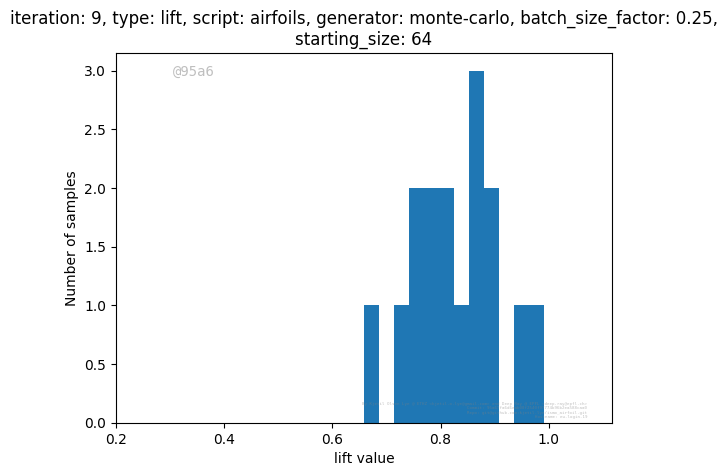 iteration: 9, type: lift, script: airfoils, generator: monte-carlo, batch_size_factor: 0.25,
starting_size: 64
@95a6
3.0
2.5
2.0
1.5
1.0
0.5
0.0
Number of samples
0.2 0.4 0.6 0.8 1.0
lift value